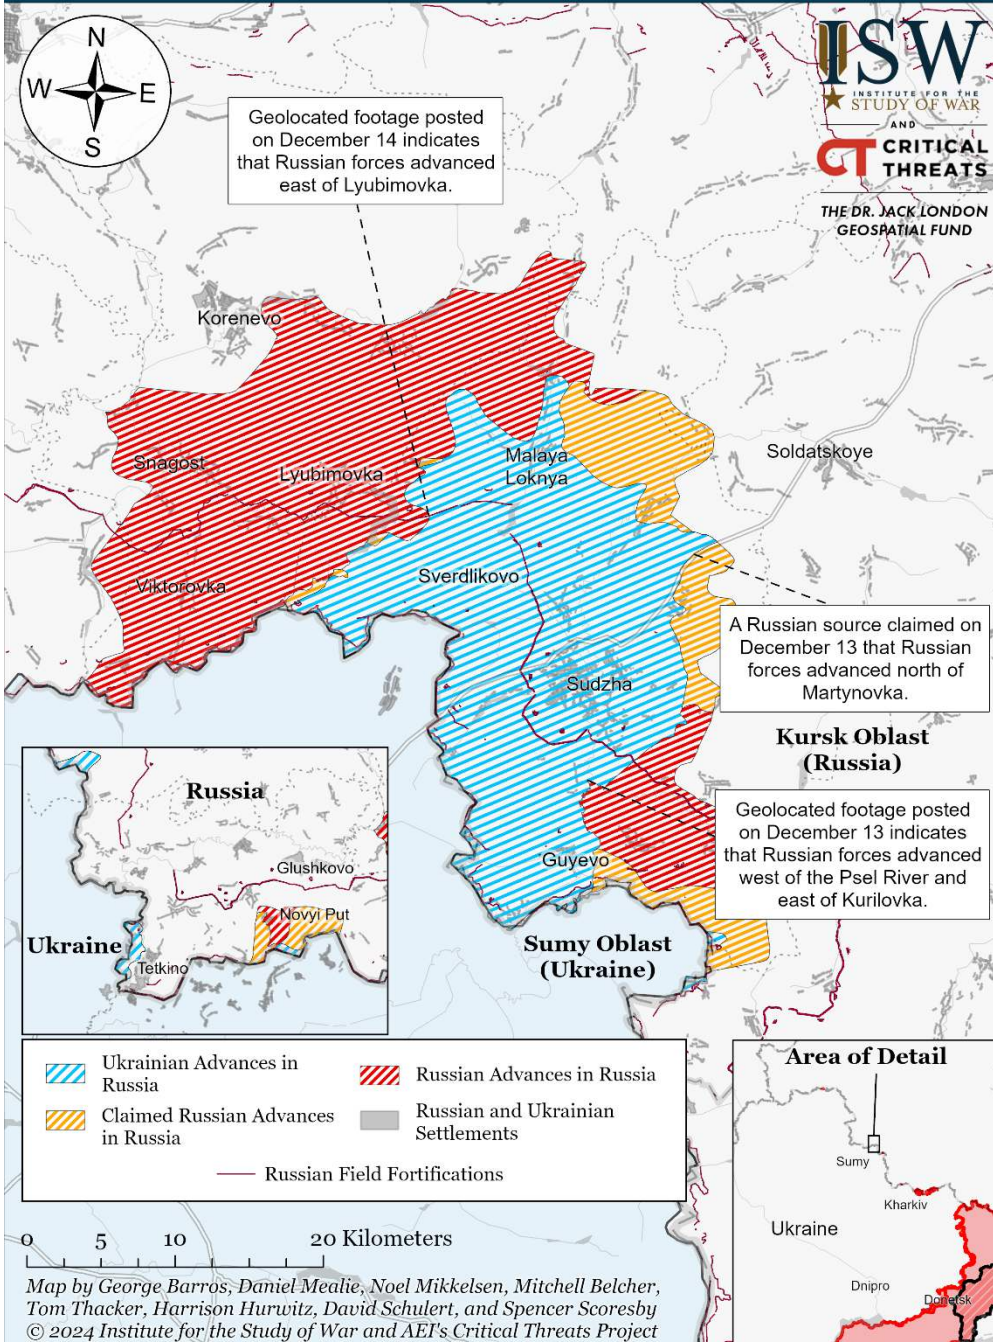 N
W
E
S
ISW
INSTITUTE FOR THE
STUDY OF WAR
AND
CT CRITICAL
THREATS
THE DR. JACK LONDON
GEOSPATIAL FUND
Geolocated footage posted
on December 14 indicates
that Russian forces advanced
east of Lyubimovka.
Korenevo
Snagost
Lyubimovka
Malaya
Loknya
Soldatskoye
Viktorovka
Sverdlikovo
A Russian source claimed on
December 13 that Russian
forces advanced north of
Martynovka.
Sudzha
Kursk Oblast
(Russia)
Geolocated footage posted
on December 13 indicates
that Russian forces advanced
west of the Psel River and
east of Kurilovka.
Guyevo
Sumy Oblast
(Ukraine)
Russia
Glushkovo
Novyi Put
Ukraine
Tetkino
Ukrainian Advances in
Russia
Russian Advances in Russia
Claimed Russian Advances
in Russia
Russian and Ukrainian
Settlements
Russian Field Fortifications
Area of Detail
Sumy
Kharkiv
Ukraine
Dnipro
Donetsk
0 5 10 20 Kilometers
Map by George Barros, Daniel Mealie, Noel Mikkelsen, Mitchell Belcher,
Tom Thacker, Harrison Hurwitz, David Schulert, and Spencer Scoresby
© 2024 Institute for the Study of War and AEI's Critical Threats Project